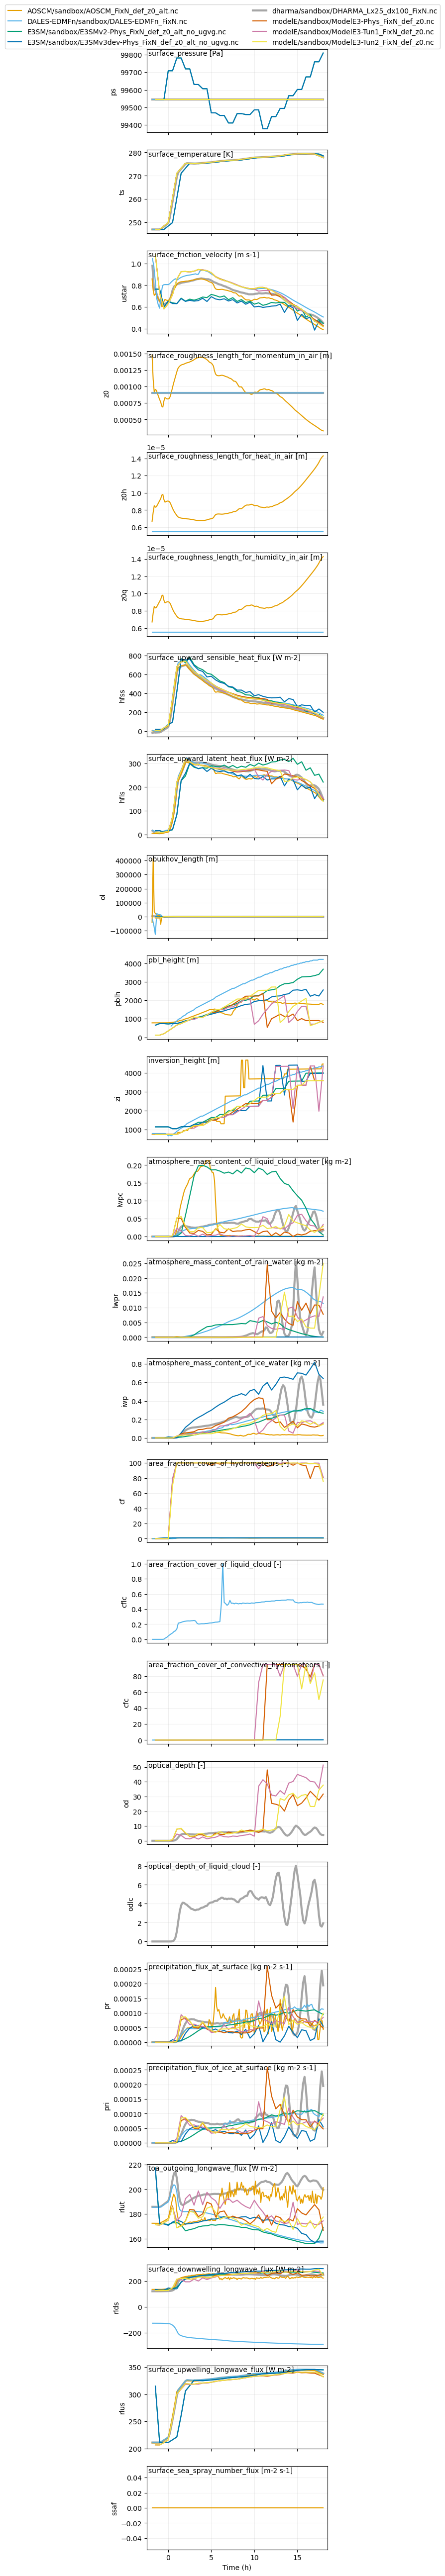 AOSCM/sandbox/AOSCM_FixN_def_z0_alt.nc
DALES-EDMFn/sandbox/DALES-EDMFn_FixN.nc
E3SM/sandbox/E3SMv2-Phys_FixN_def_z0_alt_no_ugvg.nc
E3SM/sandbox/E3SMv3dev-Phys_FixN_def_z0_alt_no_ugvg.nc
dharma/sandbox/DHARMA_Lx25_dx100_FixN.nc
modelE/sandbox/ModelE3-Phys_FixN_def_z0.nc
modelE/sandbox/ModelE3-Tun1_FixN_def_z0.nc
modelE/sandbox/ModelE3-Tun2_FixN_def_z0.nc
surface_pressure [Pa]
99800
99700
99600
99500
99400
ps
surface_temperature [K]
280
270
260
250
ts
surface_friction_velocity [m s-1]
1.0
0.8
0.6
0.4
ustar
surface_roughness_length_for_momentum_in_air [m]
0.00150
0.00125
0.00100
0.00075
0.00050
z0
1e-5
surface_roughness_length_for_heat_in_air [m]
1.4
1.2
1.0
0.8
0.6
z0h
1e-5
surface_roughness_length_for_humidity_in_air [m]
1.4
1.2
1.0
0.8
0.6
z0q
surface_upward_sensible_heat_flux [W m-2]
800
600
400
200
0
hfss
surface_upward_latent_heat_flux [W m-2]
300
200
100
0
hfls
obukhov_length [m]
400000
300000
200000
100000
0
−100000
ol
pbl_height [m]
4000
3000
2000
1000
0
pblh
inversion_height [m]
4000
3000
2000
1000
zi
atmosphere_mass_content_of_liquid_cloud_water [kg m-2]
0.20
0.15
0.10
0.05
0.00
lwpc
atmosphere_mass_content_of_rain_water [kg m-2]
0.025
0.020
0.015
0.010
0.005
0.000
lwpr
atmosphere_mass_content_of_ice_water [kg m-2]
0.8
0.6
0.4
0.2
0.0
iwp
area_fraction_cover_of_hydrometeors [-]
100
80
60
40
20
0
cf
area_fraction_cover_of_liquid_cloud [-]
1.0
0.8
0.6
0.4
0.2
0.0
cflc
area_fraction_cover_of_convective_hydrometeors [-]
80
60
40
20
0
cfc
optical_depth [-]
50
40
30
20
10
0
od
optical_depth_of_liquid_cloud [-]
8
6
4
2
0
odlc
precipitation_flux_at_surface [kg m-2 s-1]
0.00025
0.00020
0.00015
0.00010
0.00005
0.00000
pr
precipitation_flux_of_ice_at_surface [kg m-2 s-1]
0.00025
0.00020
0.00015
0.00010
0.00005
0.00000
pri
toa_outgoing_longwave_flux [W m-2]
220
200
180
160
rlut
surface_downwelling_longwave_flux [W m-2]
200
0
−200
rlds
surface_upwelling_longwave_flux [W m-2]
350
300
250
200
rlus
surface_sea_spray_number_flux [m-2 s-1]
0.04
0.02
0.00
−0.02
−0.04
ssaf
0 5 10 15
Time (h)